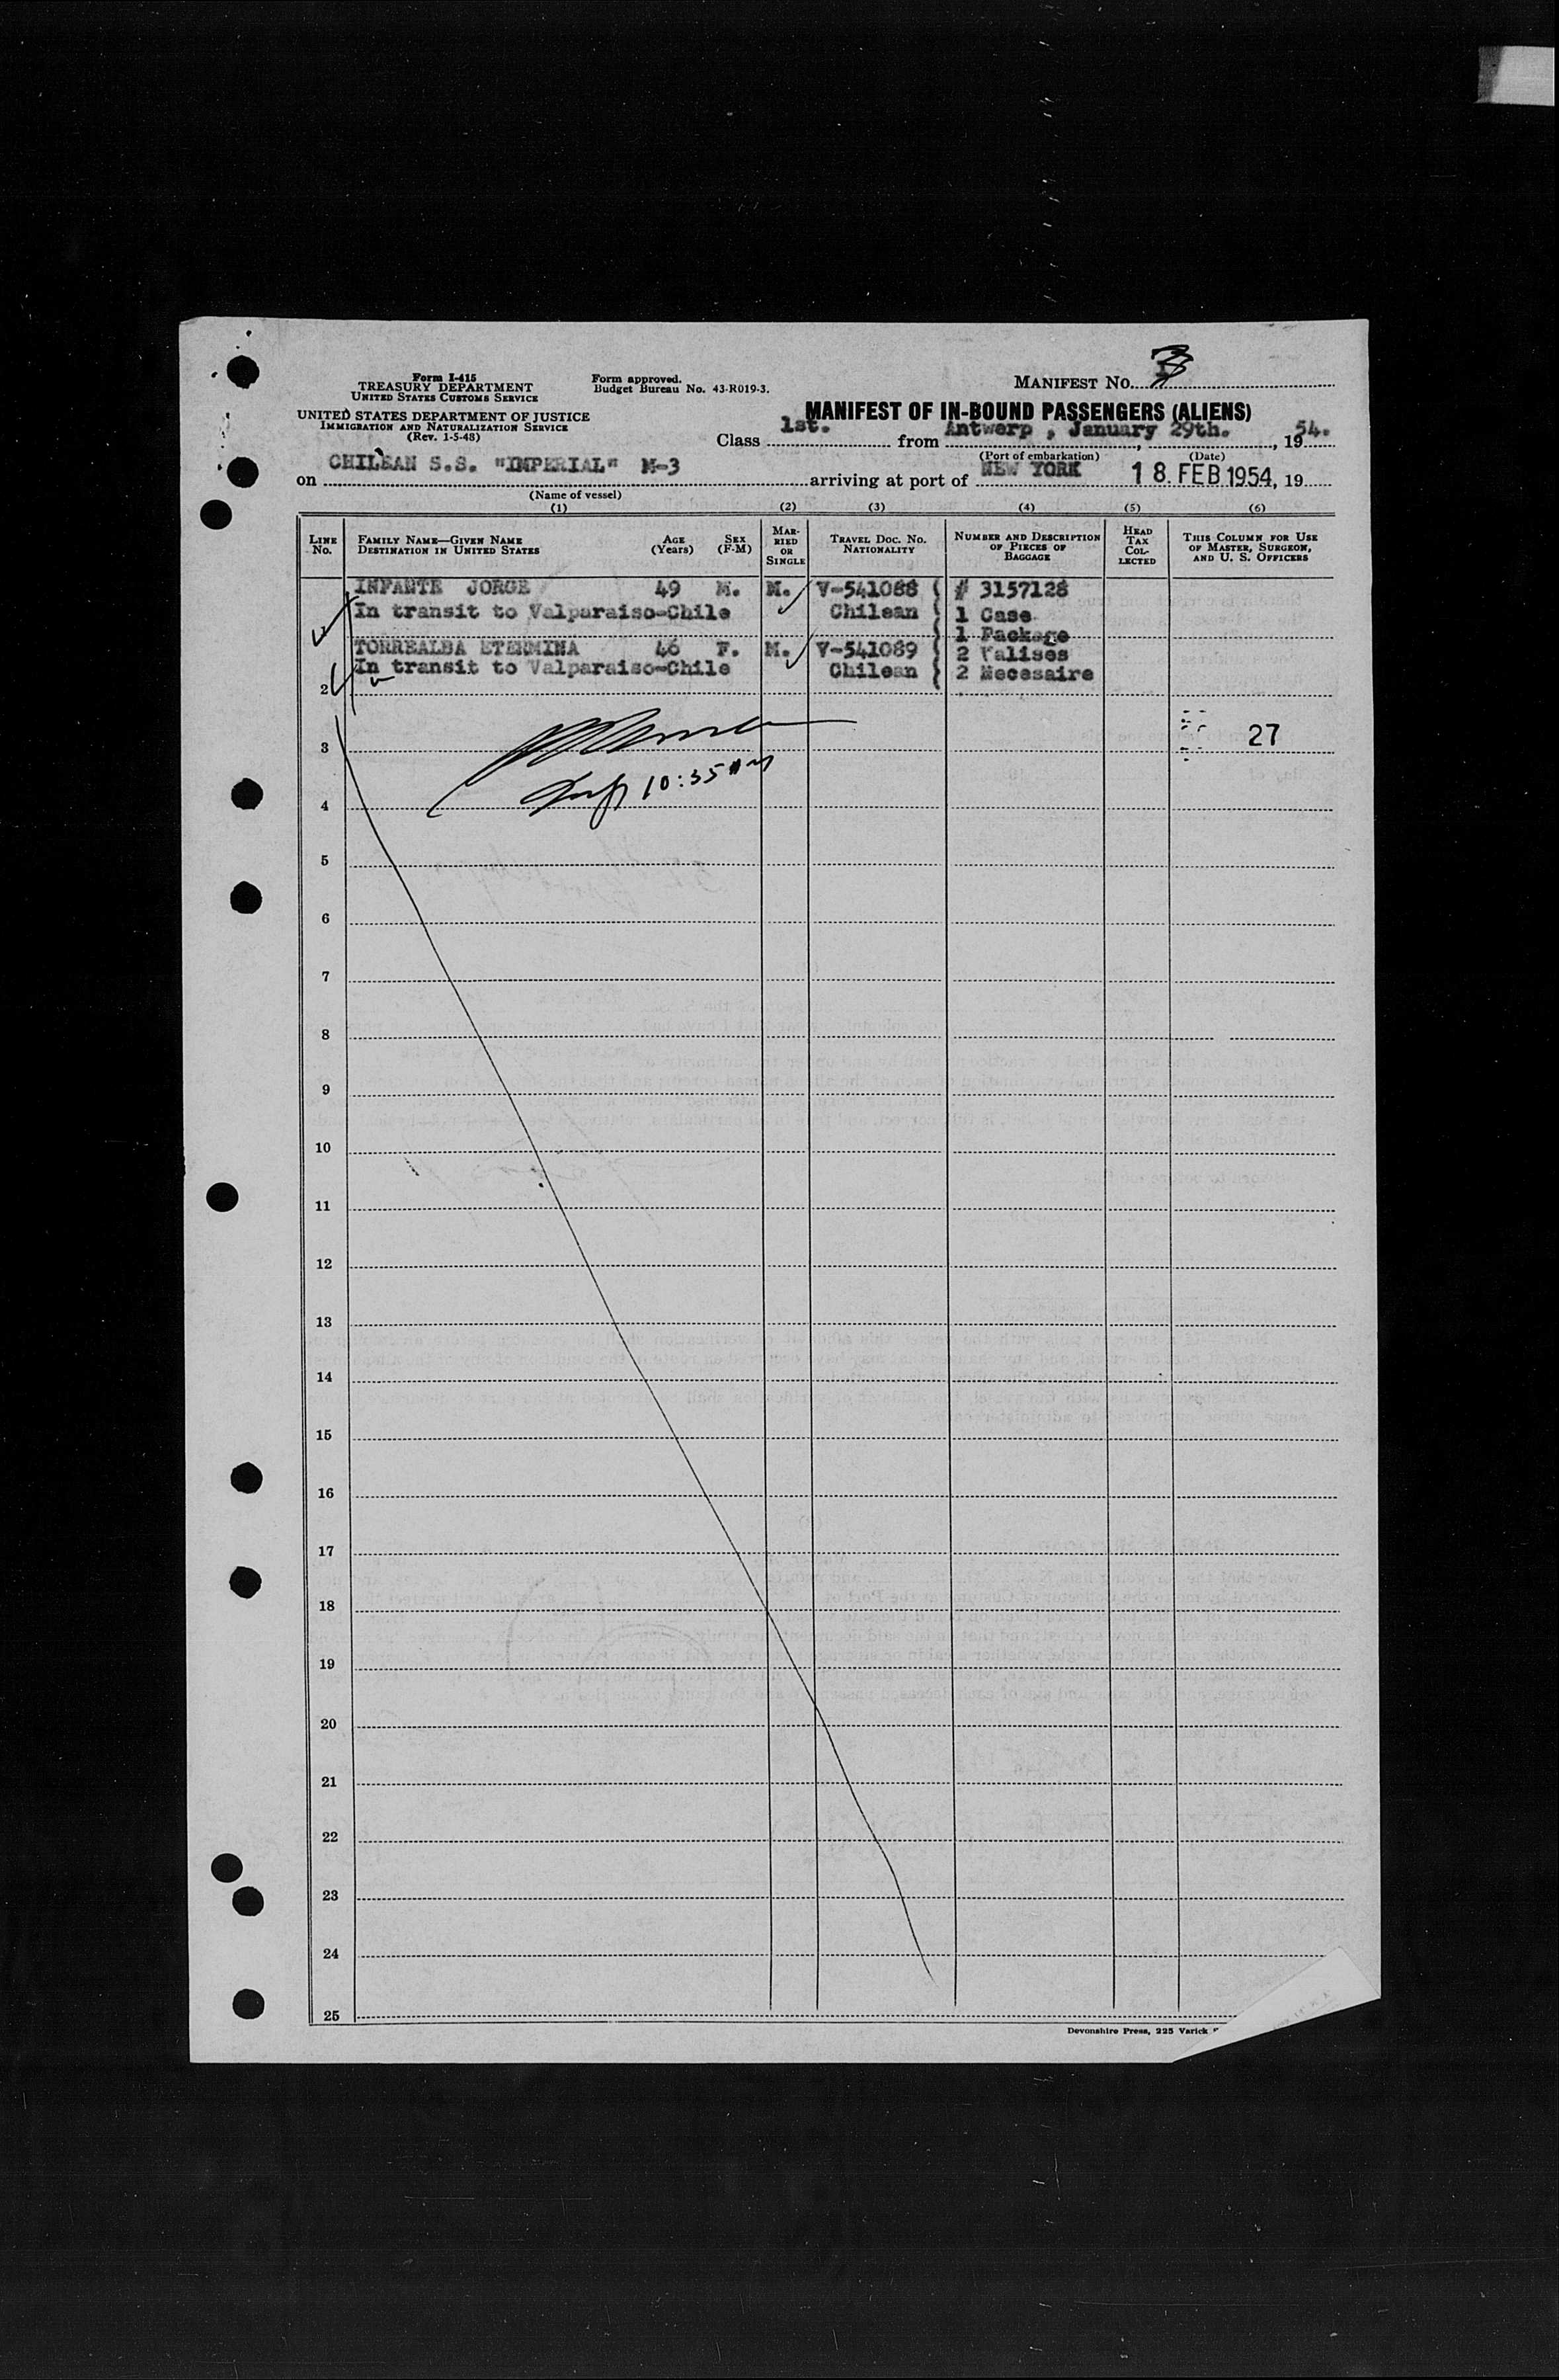 Form I-415
TREASURY DEPARTMENT
UNITED STATES CUSTOMS SERVICE
UNITED STATES DEPARTMENT OF JUSTICE
IMMIGRATION AND NATURALIZATION SERVICE
(Rev. 1-5-48)
Form approved.
Budget Bureau No. 43-R019-3.
MANIFEST NO. 3
MANIFEST OF IN-BOUND PASSENGERS (ALIENS)
Class 1st. from Antwerp , January 29th. , 19 54.
(Port of embarkation) (Date)
on CHILEAN S.S. "IMPERIAL" N-3 arriving at port of NEW YORK 18. FEB 1954, 19
(Name of vessel)
(1) (2) (3) (4) (5) (6)
LINE No. FAMILY NAME—GIVEN NAME DESTINATION IN UNITED STATES AGE (Years) SEX (F-M) MARRIED OR SINGLE TRAVEL DOC. NO. NATIONALITY NUMBER AND DESCRIPTION OF PIECES OF BAGGAGE HEAD TAX COLLECTED THIS COLUMN FOR USE OF MASTER, SURGEON, AND U. S. OFFICERS
INFANTE JORGE 49 M. M. V-541088 # 3157128
In transit to Valparaiso-Chile Chilean 1 Case
1 Package
TORREALBA ETERMINA 46 F. M. V-541089 2 Valises
In transit to Valparaiso-Chile Chilean 2 Necesaire
2
3 27
10:35 am
4
5
6
7
8
9
10
11
12
13
14
15
16
17
18
19
20
21
22
23
24
25
Devonshire Press, 225 Varick